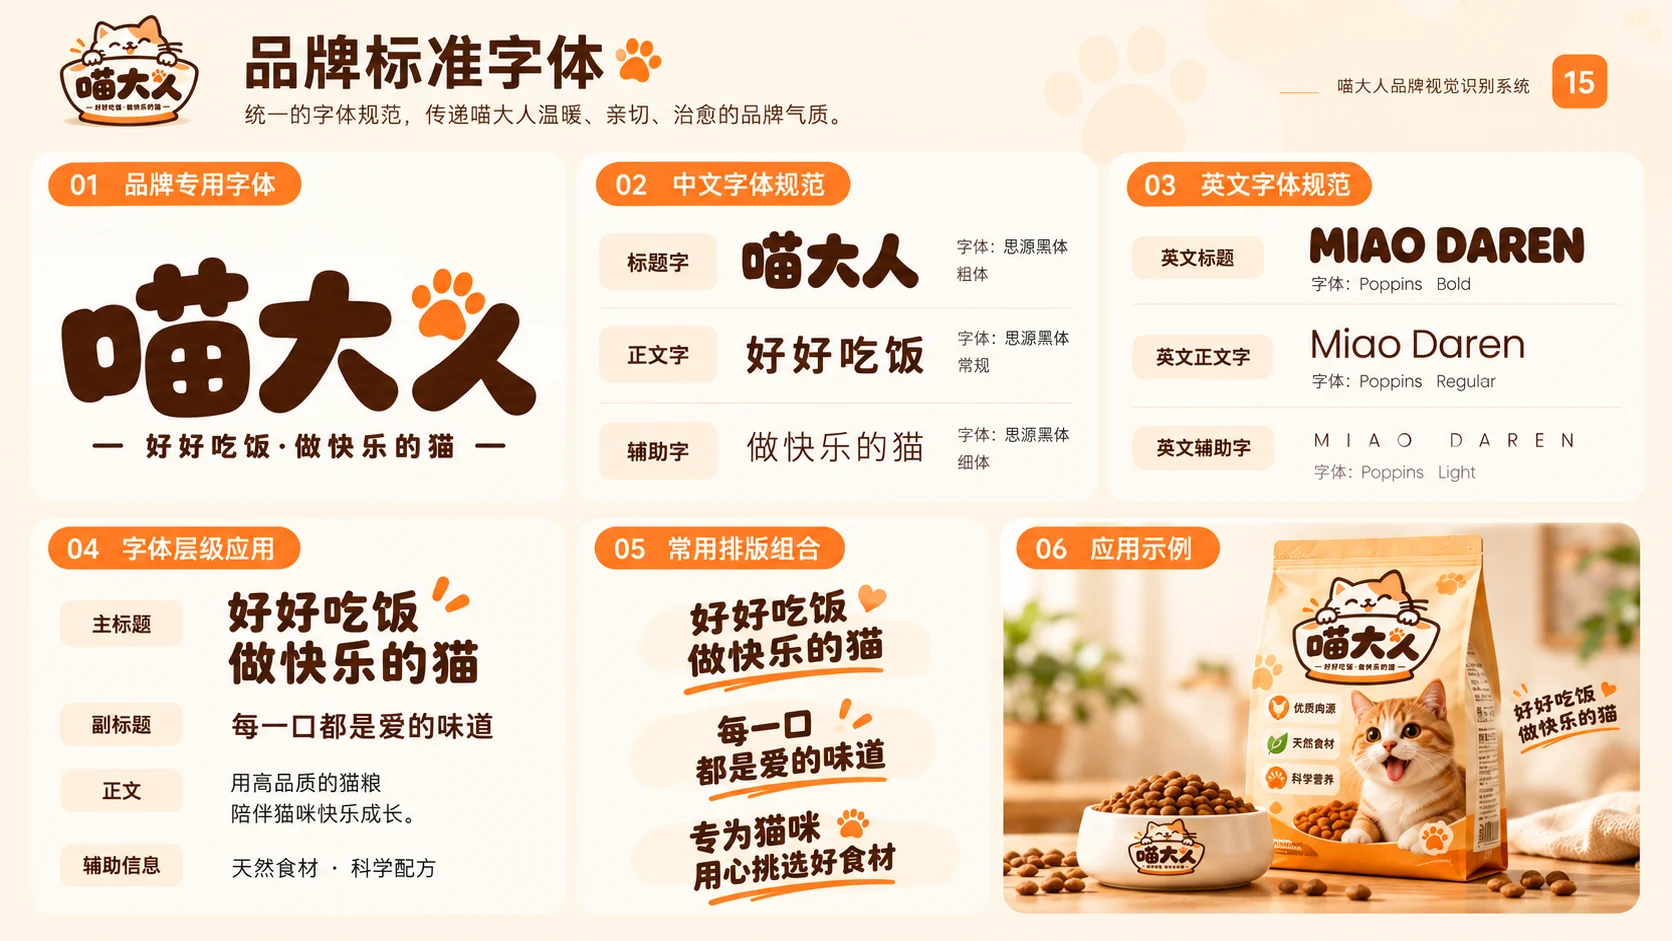 喵大人
好好吃饭·做快乐的猫
品牌标准字体
统一的字体规范，传递喵大人温暖、亲切、治愈的品牌气质。
喵大人品牌视觉识别系统
15
01 品牌专用字体
喵大人
好好吃饭·做快乐的猫
02 中文字体规范
标题字
喵大人
字体：思源黑体
粗体
正文字
好好吃饭
字体：思源黑体
常规
辅助字
做快乐的猫
字体：思源黑体
细体
03 英文字体规范
英文标题
MIAO DAREN
字体：Poppins Bold
英文正文字
Miao Daren
字体：Poppins Regular
英文辅助字
MIAO DAREN
字体：Poppins Light
04 字体层级应用
主标题
好好吃饭
做快乐的猫
副标题
每一口都是爱的味道
正文
用高品质的猫粮
陪伴猫咪快乐成长。
辅助信息
天然食材 · 科学配方
05 常用排版组合
好好吃饭
做快乐的猫
每一口
都是爱的味道
专为猫咪
用心挑选好食材
06 应用示例
喵大人
好好吃饭·做快乐的猫
优质肉源
天然食材
科学营养
好好吃饭
做快乐的猫
喵大人